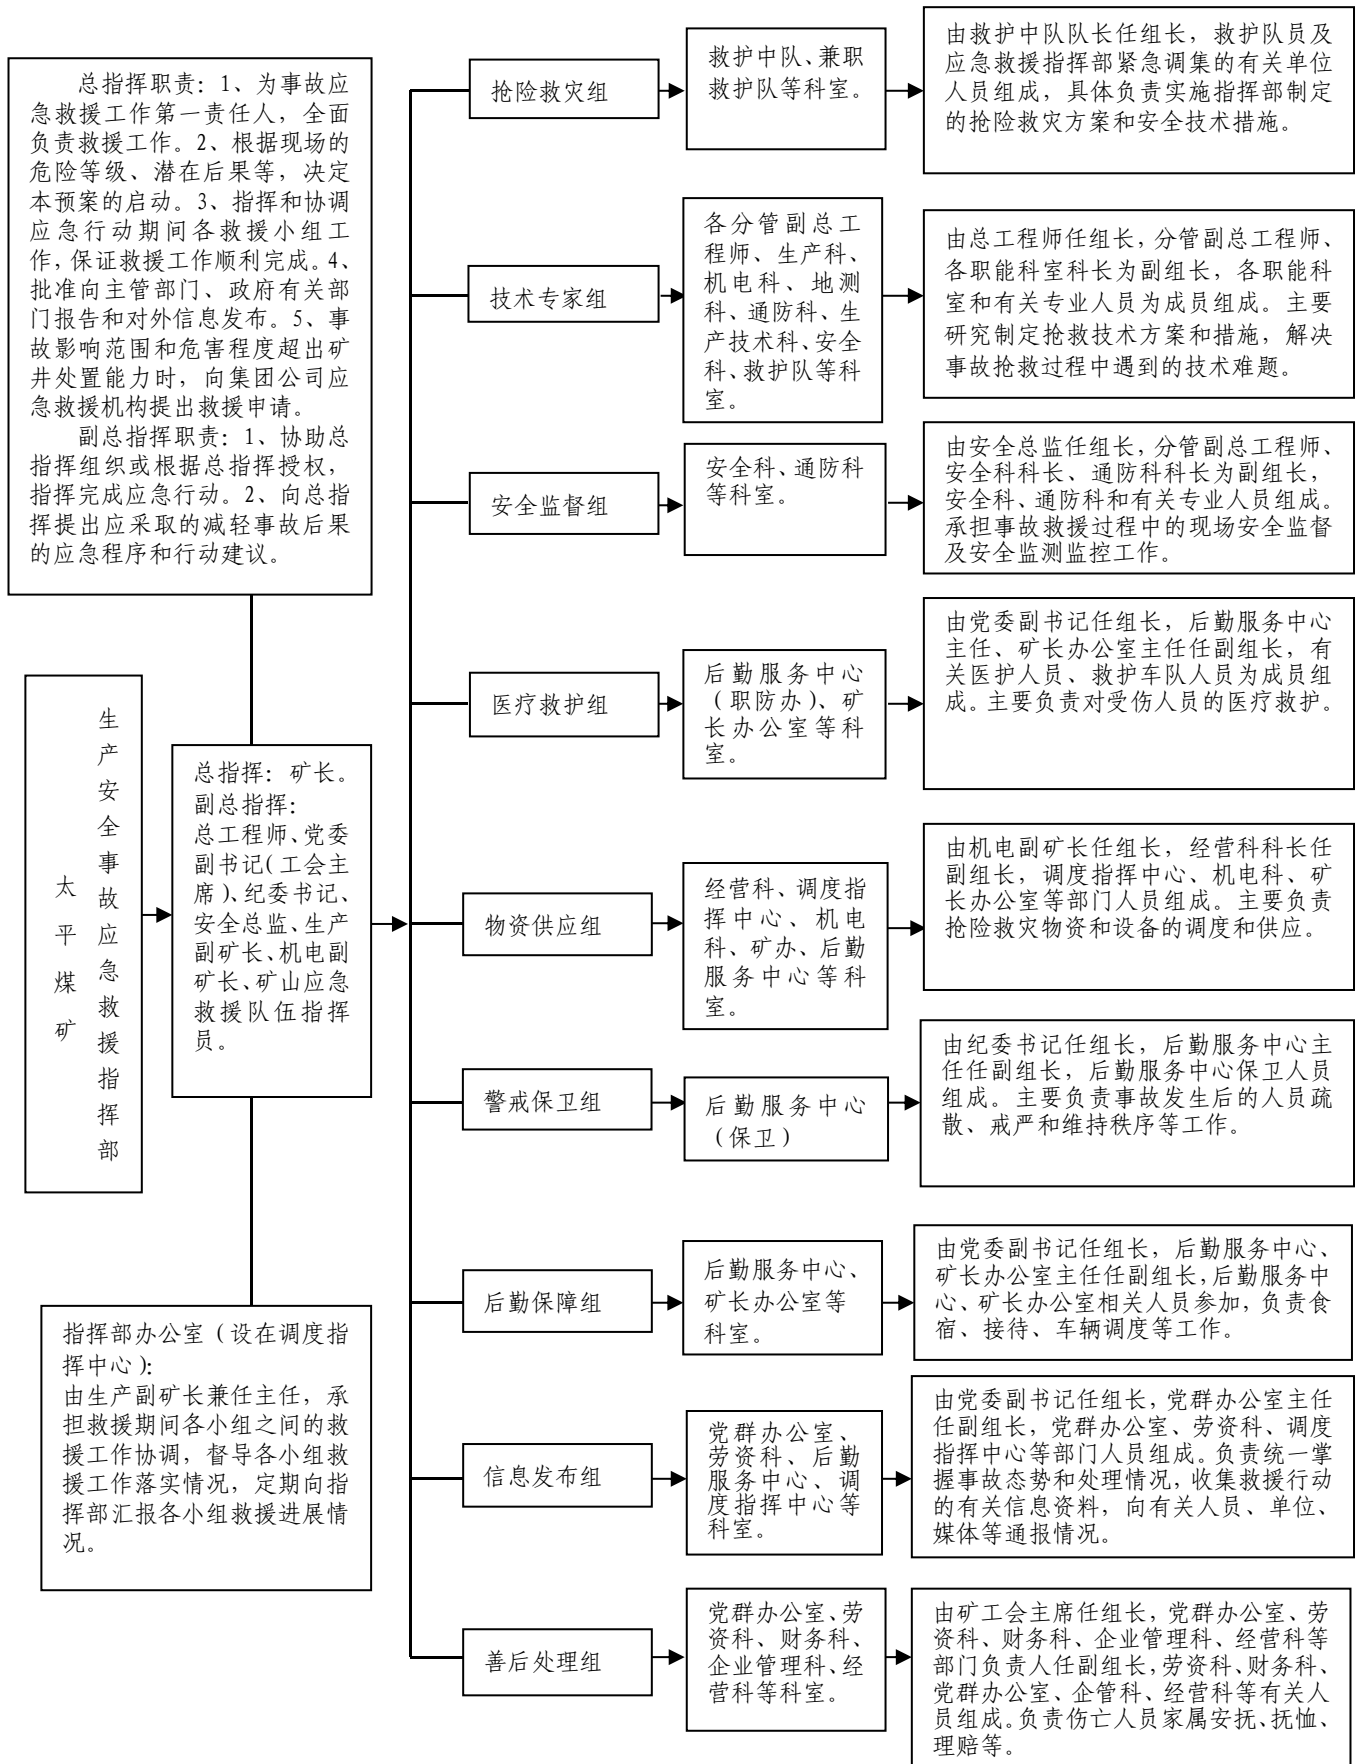 总指挥职责：1、为事故应
急救援工作第一责任人，全面
负责救援工作。2、根据现场的
危险等级、潜在后果等，决定
本预案的启动。3、指挥和协调
应急行动期间各救援小组工
作，保证救援工作顺利完成。4、
批准向主管部门、政府有关部
门报告和对外信息发布。5、事
故影响范围和危害程度超出矿
井处置能力时，向集团公司应
急救援机构提出救援申请。
副总指挥职责：1、协助总
指挥组织或根据总指挥授权，
指挥完成应急行动。2、向总指
挥提出应采取的减轻事故后果
的应急程序和行动建议。
太平煤矿
生产安全事故应急救援指挥部
总指挥：矿长。
副总指挥：
总工程师、党委
副书记（工会主
席）、纪委书记、
安全总监、生产
副矿长、机电副
矿长、矿山应急
救援队伍指挥
员。
指挥部办公室（设在调度指
挥中心）：
由生产副矿长兼任主任，承
担救援期间各小组之间的救
援工作协调，督导各小组救
援工作落实情况，定期向指
挥部汇报各小组救援进展情
况。
抢险救灾组
救护中队、兼职
救护队等科室。
由救护中队队长任组长，救护队员及
应急救援指挥部紧急调集的有关单位
人员组成，具体负责实施指挥部制定
的抢险救灾方案和安全技术措施。
技术专家组
各分管副总工
程师、生产科、
机电科、地测
科、通防科、生
产技术科、安全
科、救护队等科
室。
由总工程师任组长，分管副总工程师、
各职能科室科长为副组长，各职能科
室和有关专业人员为成员组成。主要
研究制定抢救技术方案和措施，解决
事故抢救过程中遇到的技术难题。
安全监督组
安全科、通防科
等科室。
由安全总监任组长，分管副总工程师、
安全科科长、通防科科长为副组长，
安全科、通防科和有关专业人员组成。
承担事故救援过程中的现场安全监督
及安全监测监控工作。
医疗救护组
后勤服务中心
（职防办）、矿
长办公室等科
室。
由党委副书记任组长，后勤服务中心
主任、矿长办公室主任任副组长，有
关医护人员、救护车队人员为成员组
成。主要负责对受伤人员的医疗救护。
物资供应组
经营科、调度指
挥中心、机电
科、矿办、后勤
服务中心等科
室。
由机电副矿长任组长，经营科科长任
副组长，调度指挥中心、机电科、矿
长办公室等部门人员组成。主要负责
抢险救灾物资和设备的调度和供应。
警戒保卫组
后勤服务中心
（保卫）
由纪委书记任组长，后勤服务中心主
任任副组长，后勤服务中心保卫人员
组成。主要负责事故发生后的人员疏
散、戒严和维持秩序等工作。
后勤保障组
后勤服务中心、
矿长办公室等
科室。
由党委副书记任组长，后勤服务中心、
矿长办公室主任任副组长，后勤服务中
心、矿长办公室相关人员参加，负责食
宿、接待、车辆调度等工作。
信息发布组
党群办公室、
劳资科、后勤
服务中心、调
度指挥中心等
科室。
由党委副书记任组长，党群办公室主任
任副组长，党群办公室、劳资科、调度
指挥中心等部门人员组成。负责统一掌
握事故态势和处理情况，收集救援行动
的有关信息资料，向有关人员、单位、
媒体等通报情况。
善后处理组
党群办公室、劳
资科、财务科、
企业管理科、经
营科等科室。
由矿工会主席任组长，党群办公室、劳
资科、财务科、企业管理科、经营科等
部门负责人任副组长，劳资科、财务科、
党群办公室、企管科、经营科等有关人
员组成。负责伤亡人员家属安抚、抚恤、
理赔等。